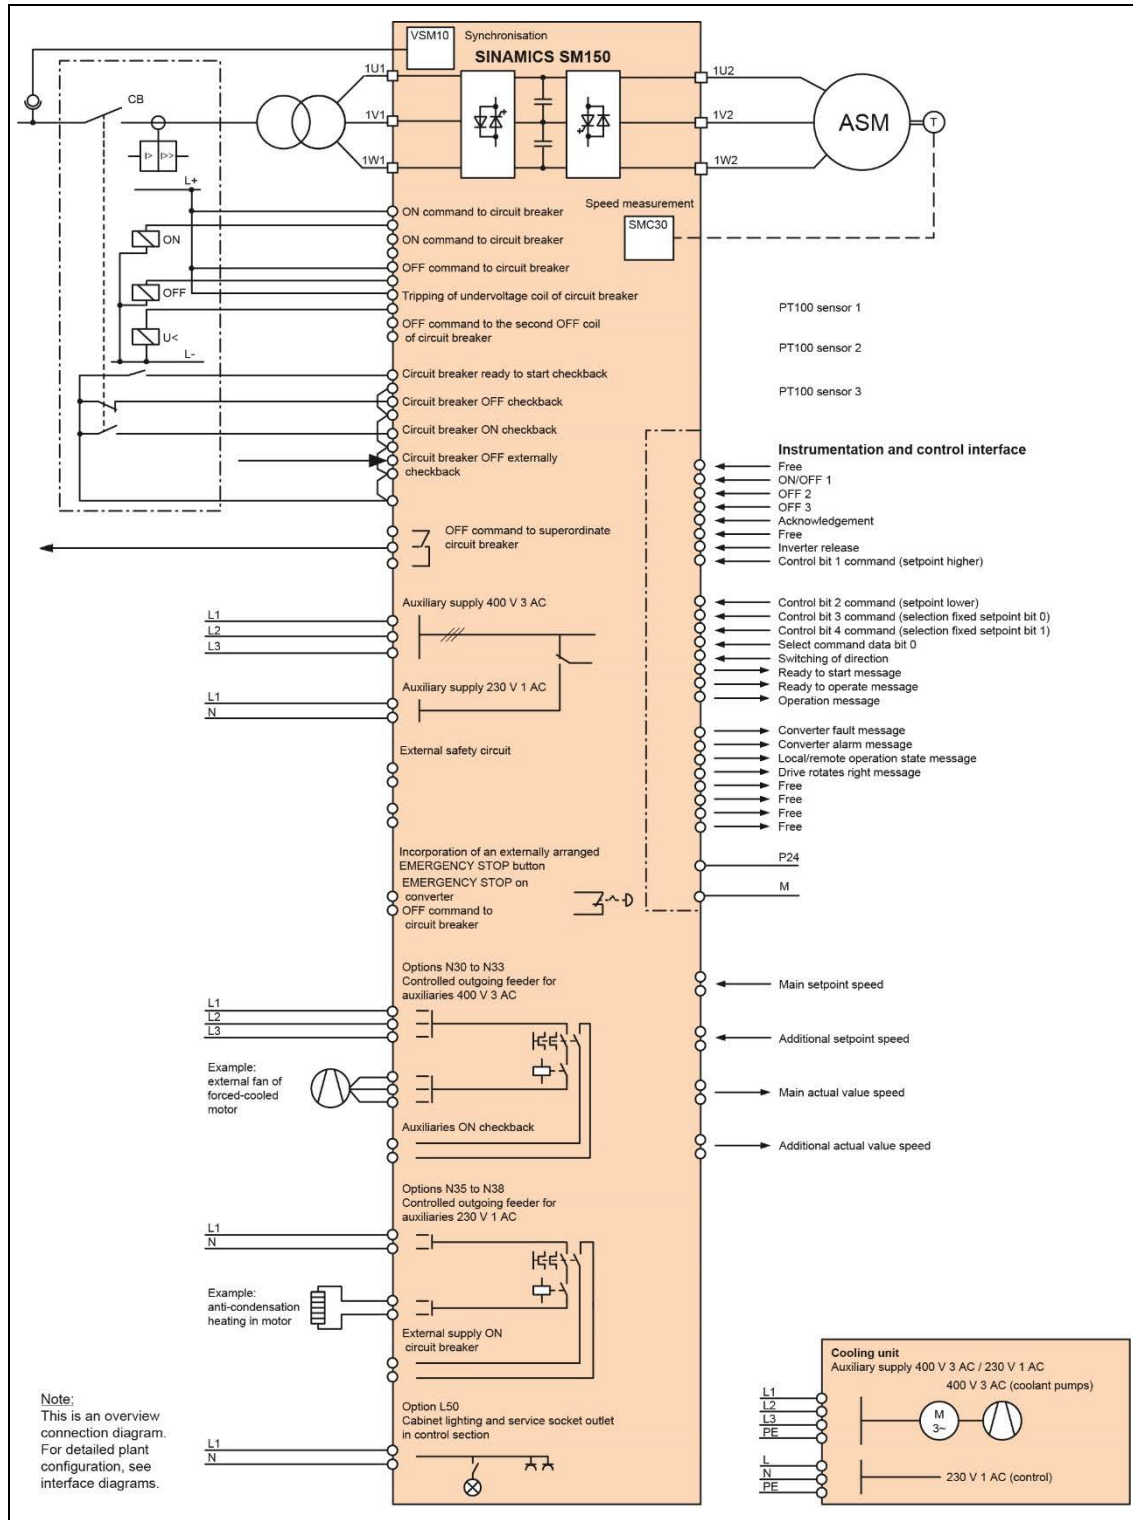 VSM10
Synchronisation
SINAMICS SM150
CB
I>
I>>
1U1
1V1
1W1
1U2
1V2
1W2
ASM
T
Speed measurement
SMC30
L+
ON
OFF
U<
L-
ON command to circuit breaker
ON command to circuit breaker
OFF command to circuit breaker
Tripping of undervoltage coil of circuit breaker
OFF command to the second OFF coil
of circuit breaker
Circuit breaker ready to start checkback
Circuit breaker OFF checkback
Circuit breaker ON checkback
Circuit breaker OFF externally
checkback
OFF command to superordinate
circuit breaker
Auxiliary supply 400 V 3 AC
L1
L2
L3
Auxiliary supply 230 V 1 AC
L1
N
External safety circuit
Incorporation of an externally arranged
EMERGENCY STOP button
EMERGENCY STOP on
converter
OFF command to
circuit breaker
Options N30 to N33
Controlled outgoing feeder for
auxiliaries 400 V 3 AC
L1
L2
L3
Example:
external fan of
forced-cooled
motor
Auxiliaries ON checkback
Options N35 to N38
Controlled outgoing feeder for
auxiliaries 230 V 1 AC
L1
N
Example:
anti-condensation
heating in motor
External supply ON
circuit breaker
Option L50
Cabinet lighting and service socket outlet
in control section
L1
N
Note:
This is an overview
connection diagram.
For detailed plant
configuration, see
interface diagrams.
PT100 sensor 1
PT100 sensor 2
PT100 sensor 3
Instrumentation and control interface
Free
ON/OFF 1
OFF 2
OFF 3
Acknowledgement
Free
Inverter release
Control bit 1 command (setpoint higher)
Control bit 2 command (setpoint lower)
Control bit 3 command (selection fixed setpoint bit 0)
Control bit 4 command (selection fixed setpoint bit 1)
Select command data bit 0
Switching of direction
Ready to start message
Ready to operate message
Operation message
Converter fault message
Converter alarm message
Local/remote operation state message
Drive rotates right message
Free
Free
Free
Free
P24
M
Main setpoint speed
Additional setpoint speed
Main actual value speed
Additional actual value speed
Cooling unit
Auxiliary supply 400 V 3 AC / 230 V 1 AC
400 V 3 AC (coolant pumps)
L1
L2
L3
PE
M
3~
L
N
PE
230 V 1 AC (control)